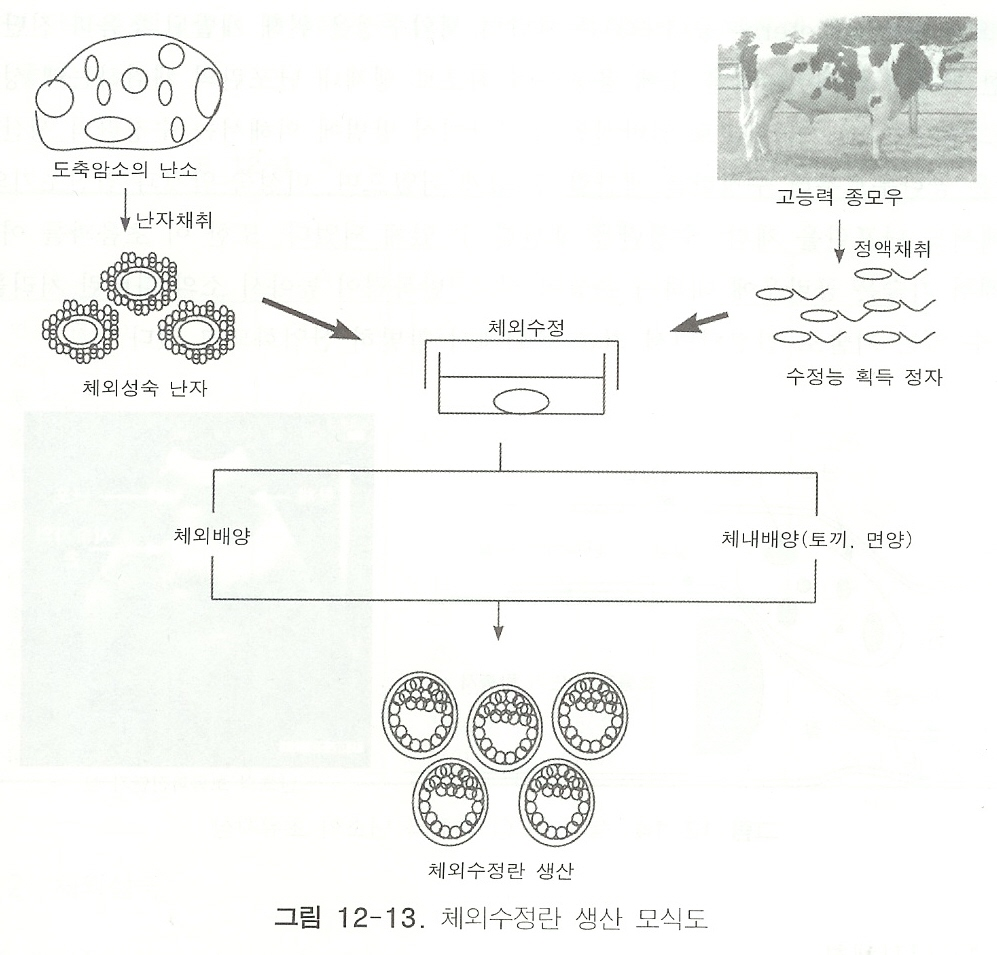 도축암소의 난소
난자채취
체외성숙 난자
고능력 종모우
정액채취
수정능 획득 정자
체외수정
체외배양
체내배양(토끼, 면양)
체외수정란 생산
그림 12-13. 체외수정란 생산 모식도